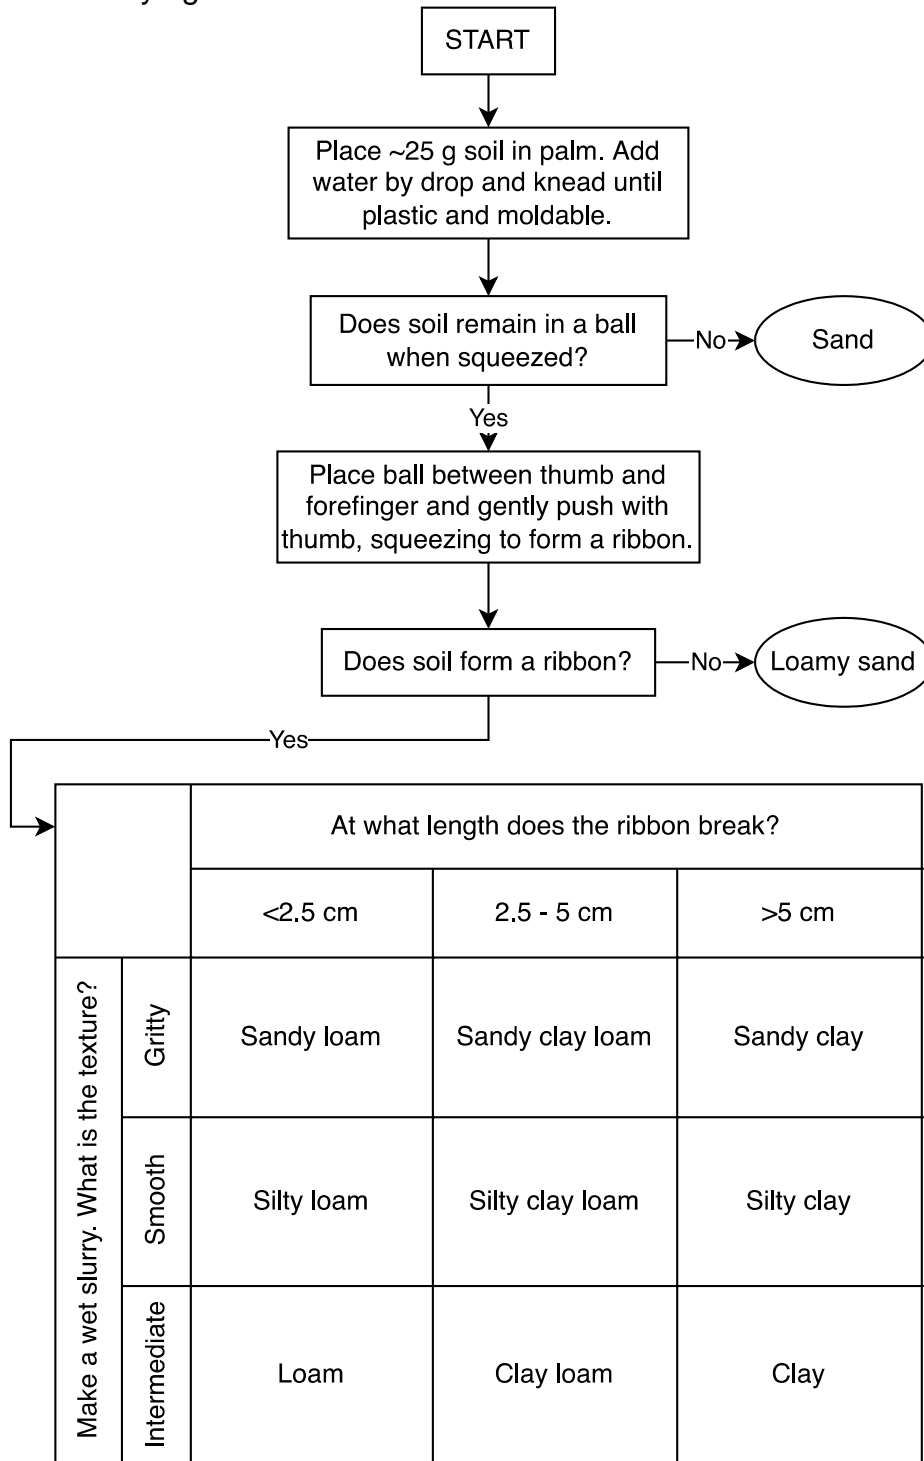 START
Place ~25 g soil in palm. Add
water by drop and knead until
plastic and moldable.
Does soil remain in a ball
when squeezed?
No
Sand
Yes
Place ball between thumb and
forefinger and gently push with
thumb, squeezing to form a ribbon.
Does soil form a ribbon?
No
Loamy sand
Yes
At what length does the ribbon break?
<2.5 cm
2.5 - 5 cm
>5 cm
Make a wet slurry. What is the texture?
Gritty
Sandy loam
Sandy clay loam
Sandy clay
Smooth
Silty loam
Silty clay loam
Silty clay
Intermediate
Loam
Clay loam
Clay